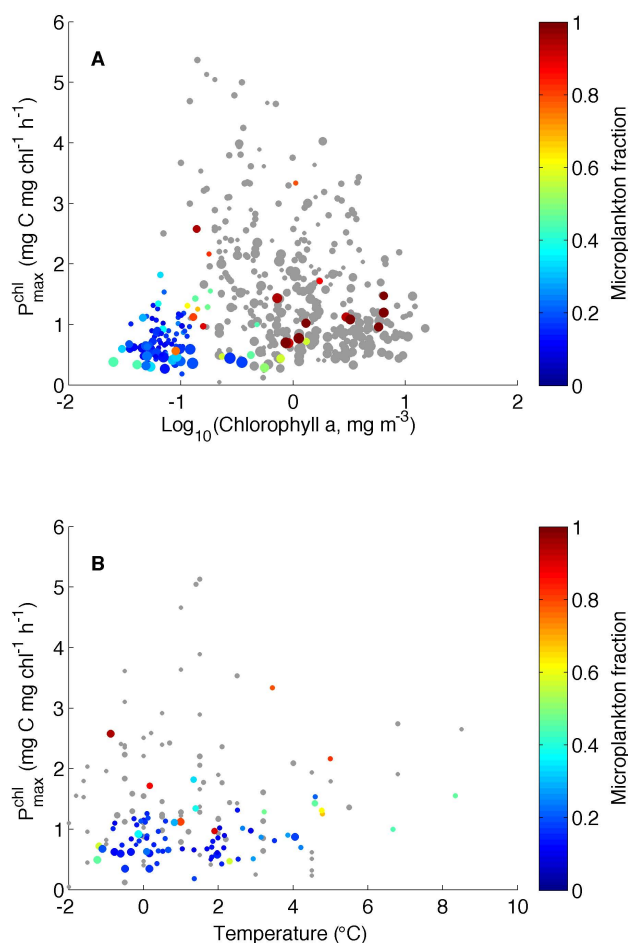 A
6
5
4
3
2
1
0
P^chl_max (mg C mg chl^-1 h^-1)
-2 -1 0 1 2
Log10(Chlorophyll a, mg m^-3)
1
0.8
0.6
0.4
0.2
0
Microplankton fraction
B
6
5
4
3
2
1
0
P^chl_max (mg C mg chl^-1 h^-1)
-2 0 2 4 6 8 10
Temperature (°C)
1
0.8
0.6
0.4
0.2
0
Microplankton fraction